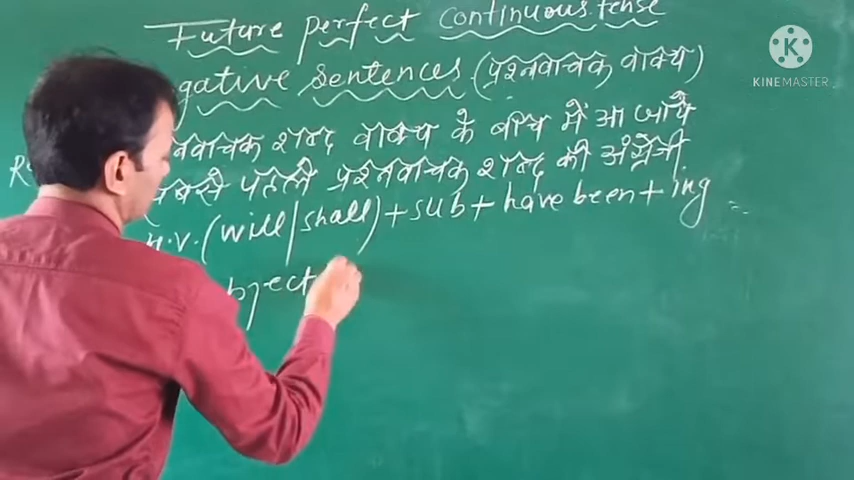 Future perfect continuous tense
gative sentences (प्रश्नवाचक वाक्य)
नवाचक शब्द वाक्य के बीच में आ जाये
सबसे पहले प्रश्नवाचक शब्द की अंग्रेजी
H.V. (will|shall) + sub + have been + ing
bject
K
KINEMASTER